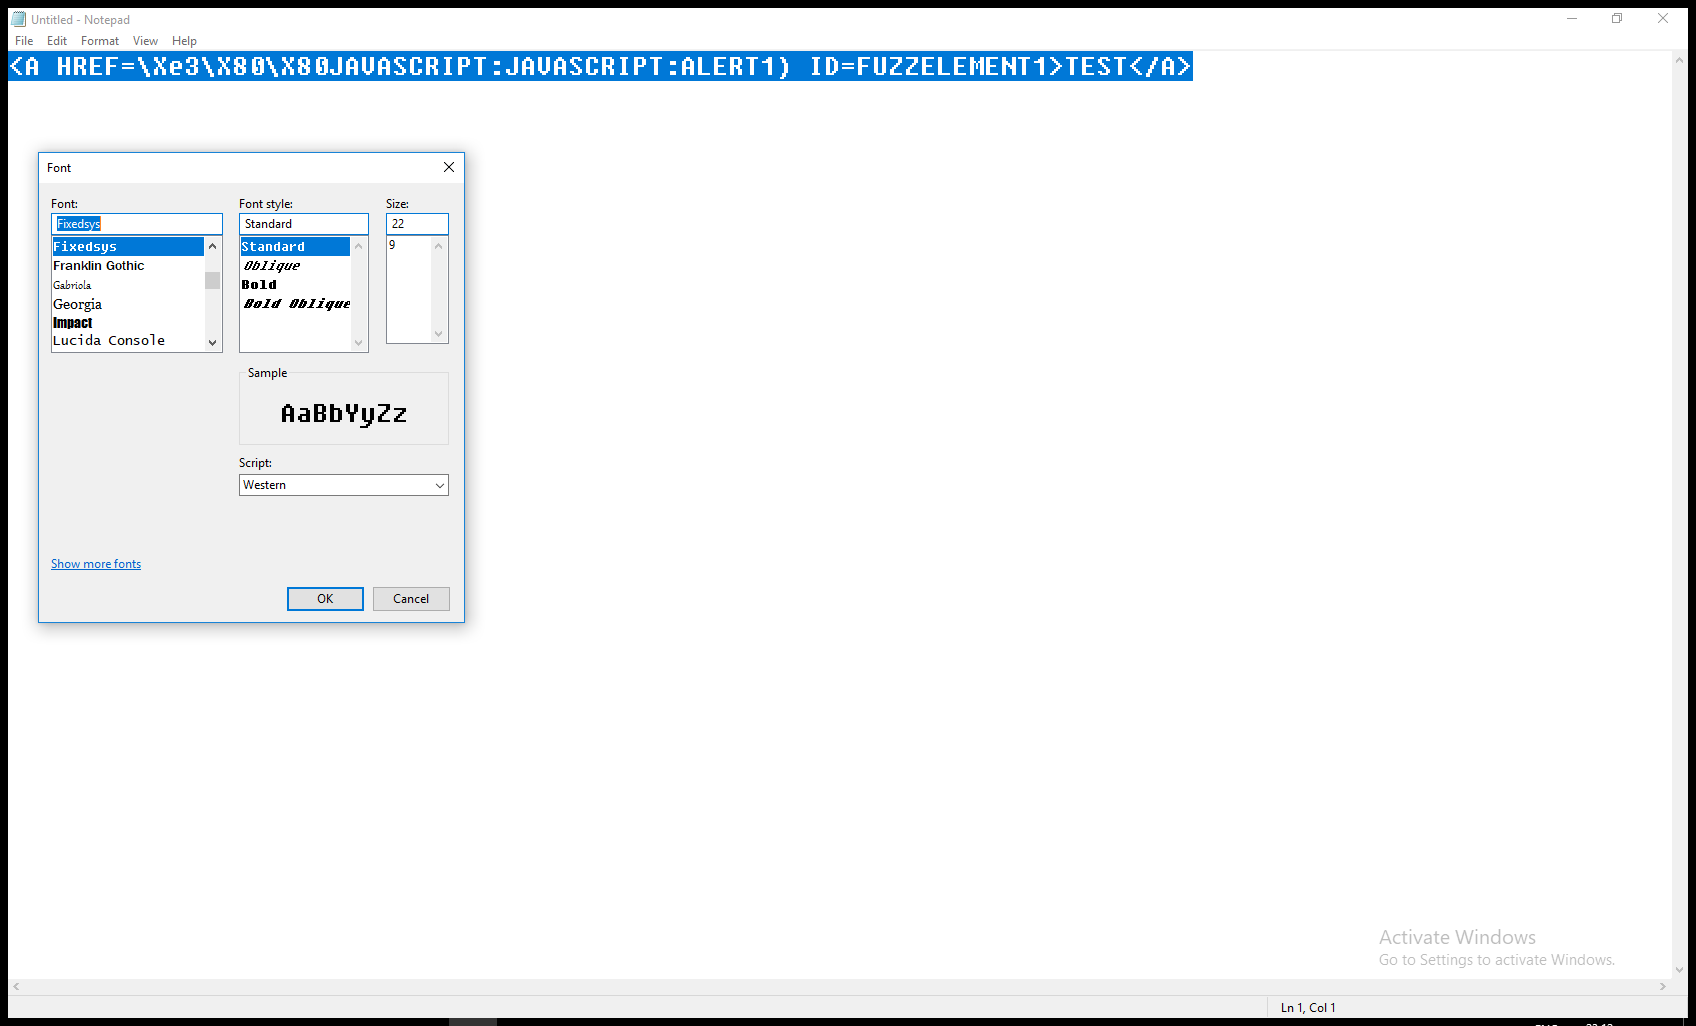 Untitled - Notepad
File Edit Format View Help
<A HREF=\Xe3\X80\X80JAVASCRIPT:JAVASCRIPT:ALERT1) ID=FUZZELEMENT1>TEST</A>
Font
Font: Font style: Size:
Fixedsys Standard 22
Fixedsys Standard 9
Franklin Gothic Oblique
Gabriola Bold
Georgia Bold Oblique
Impact
Lucida Console
Sample
AaBbYyZz
Script:
Western
Show more fonts
OK Cancel
Activate Windows
Go to Settings to activate Windows.
Ln 1, Col 1